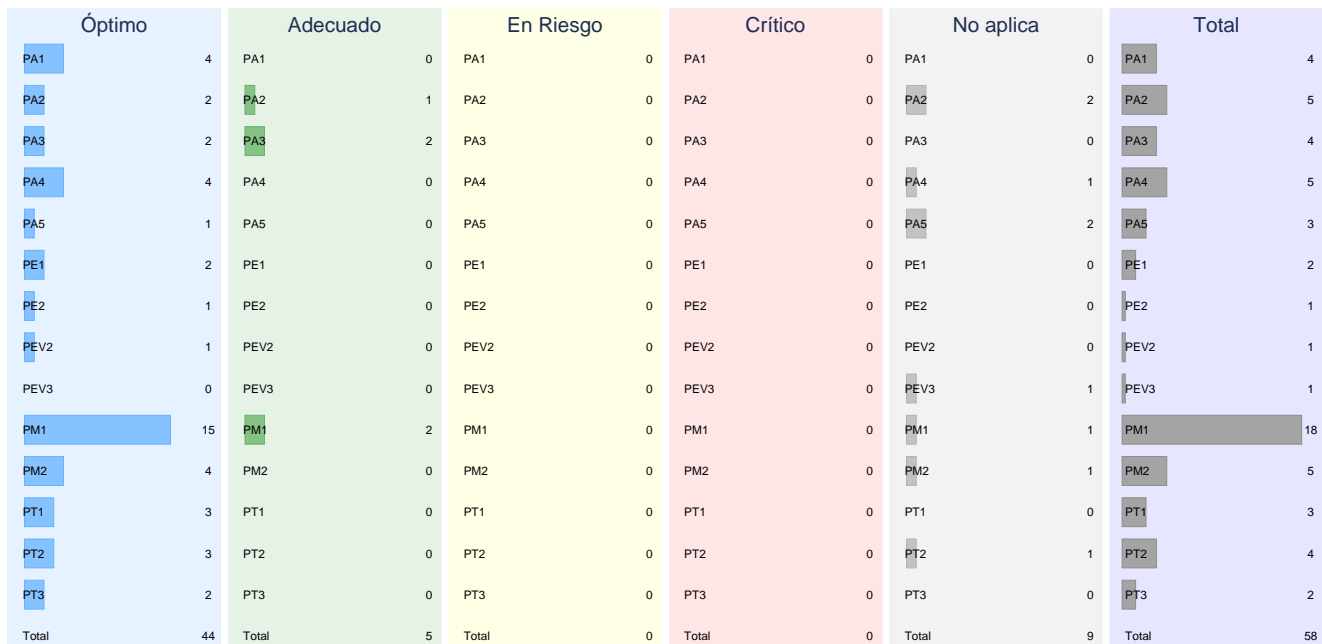 Óptimo Adecuado En Riesgo Crítico No aplica Total
PA1 4 PA1 0 PA1 0 PA1 0 PA1 0 PA1 4
PA2 2 PA2 1 PA2 0 PA2 0 PA2 2 PA2 5
PA3 2 PA3 2 PA3 0 PA3 0 PA3 0 PA3 4
PA4 4 PA4 0 PA4 0 PA4 0 PA4 1 PA4 5
PA5 1 PA5 0 PA5 0 PA5 0 PA5 2 PA5 3
PE1 2 PE1 0 PE1 0 PE1 0 PE1 0 PE1 2
PE2 1 PE2 0 PE2 0 PE2 0 PE2 0 PE2 1
PEV2 1 PEV2 0 PEV2 0 PEV2 0 PEV2 0 PEV2 1
PEV3 0 PEV3 0 PEV3 0 PEV3 0 PEV3 1 PEV3 1
PM1 15 PM1 2 PM1 0 PM1 0 PM1 1 PM1 18
PM2 4 PM2 0 PM2 0 PM2 0 PM2 1 PM2 5
PT1 3 PT1 0 PT1 0 PT1 0 PT1 0 PT1 3
PT2 3 PT2 0 PT2 0 PT2 0 PT2 1 PT2 4
PT3 2 PT3 0 PT3 0 PT3 0 PT3 0 PT3 2
Total 44 Total 5 Total 0 Total 0 Total 9 Total 58